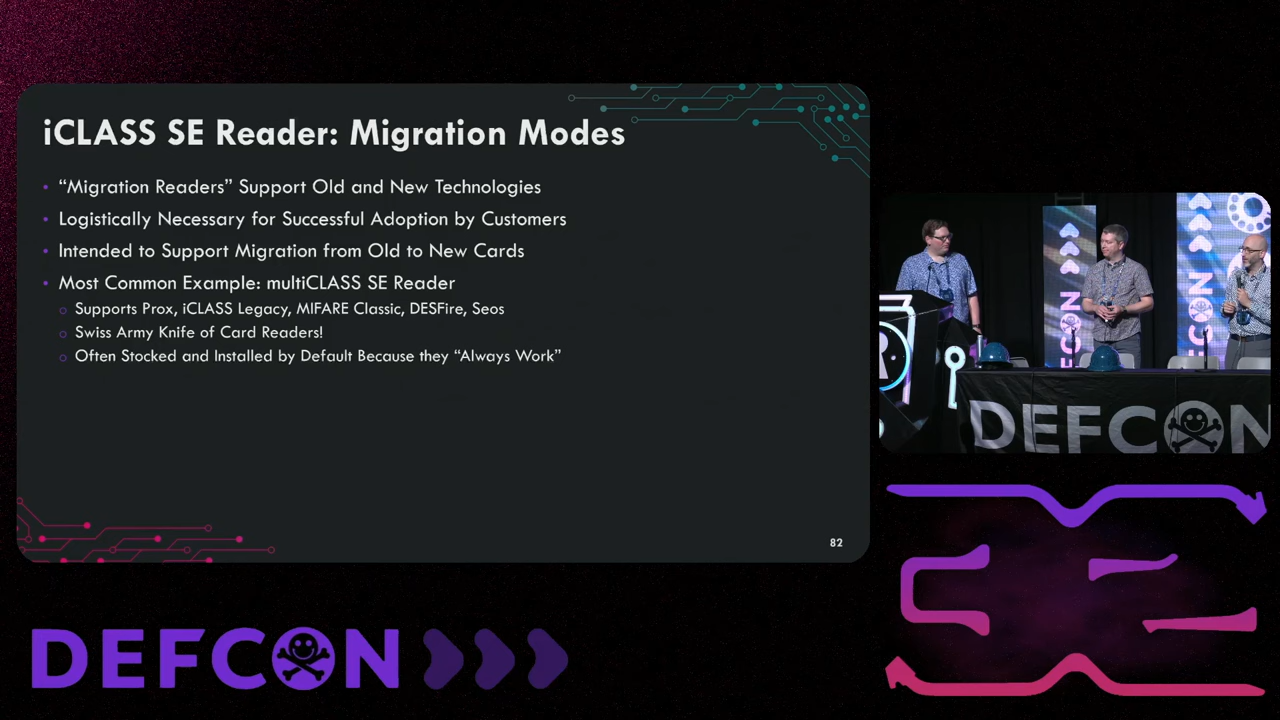 iCLASS SE Reader: Migration Modes
• “Migration Readers” Support Old and New Technologies
• Logistically Necessary for Successful Adoption by Customers
• Intended to Support Migration from Old to New Cards
• Most Common Example: multiCLASS SE Reader
○ Supports Prox, iCLASS Legacy, MIFARE Classic, DESFire, Seos
○ Swiss Army Knife of Card Readers!
○ Often Stocked and Installed by Default Because they “Always Work”
82
DEFCON
DEFCON
DEFCON